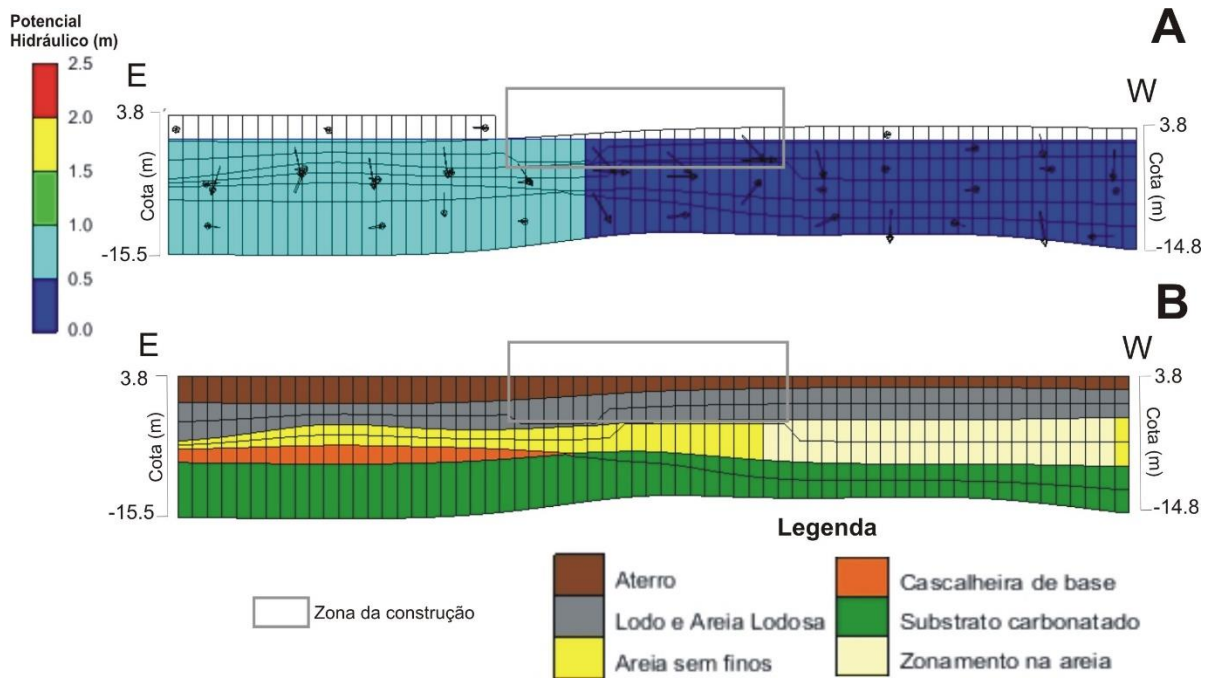 Potencial
Hidráulico (m)
2.5
2.0
1.5
1.0
0.5
0.0
A
E
W
3.8
3.8
Cota (m)
Cota (m)
-15.5
-14.8
B
E
W
3.8
3.8
Cota (m)
Cota (m)
-15.5
-14.8
Legenda
Zona da construção
Aterro
Lodo e Areia Lodosa
Areia sem finos
Cascalheira de base
Substrato carbonatado
Zonamento na areia